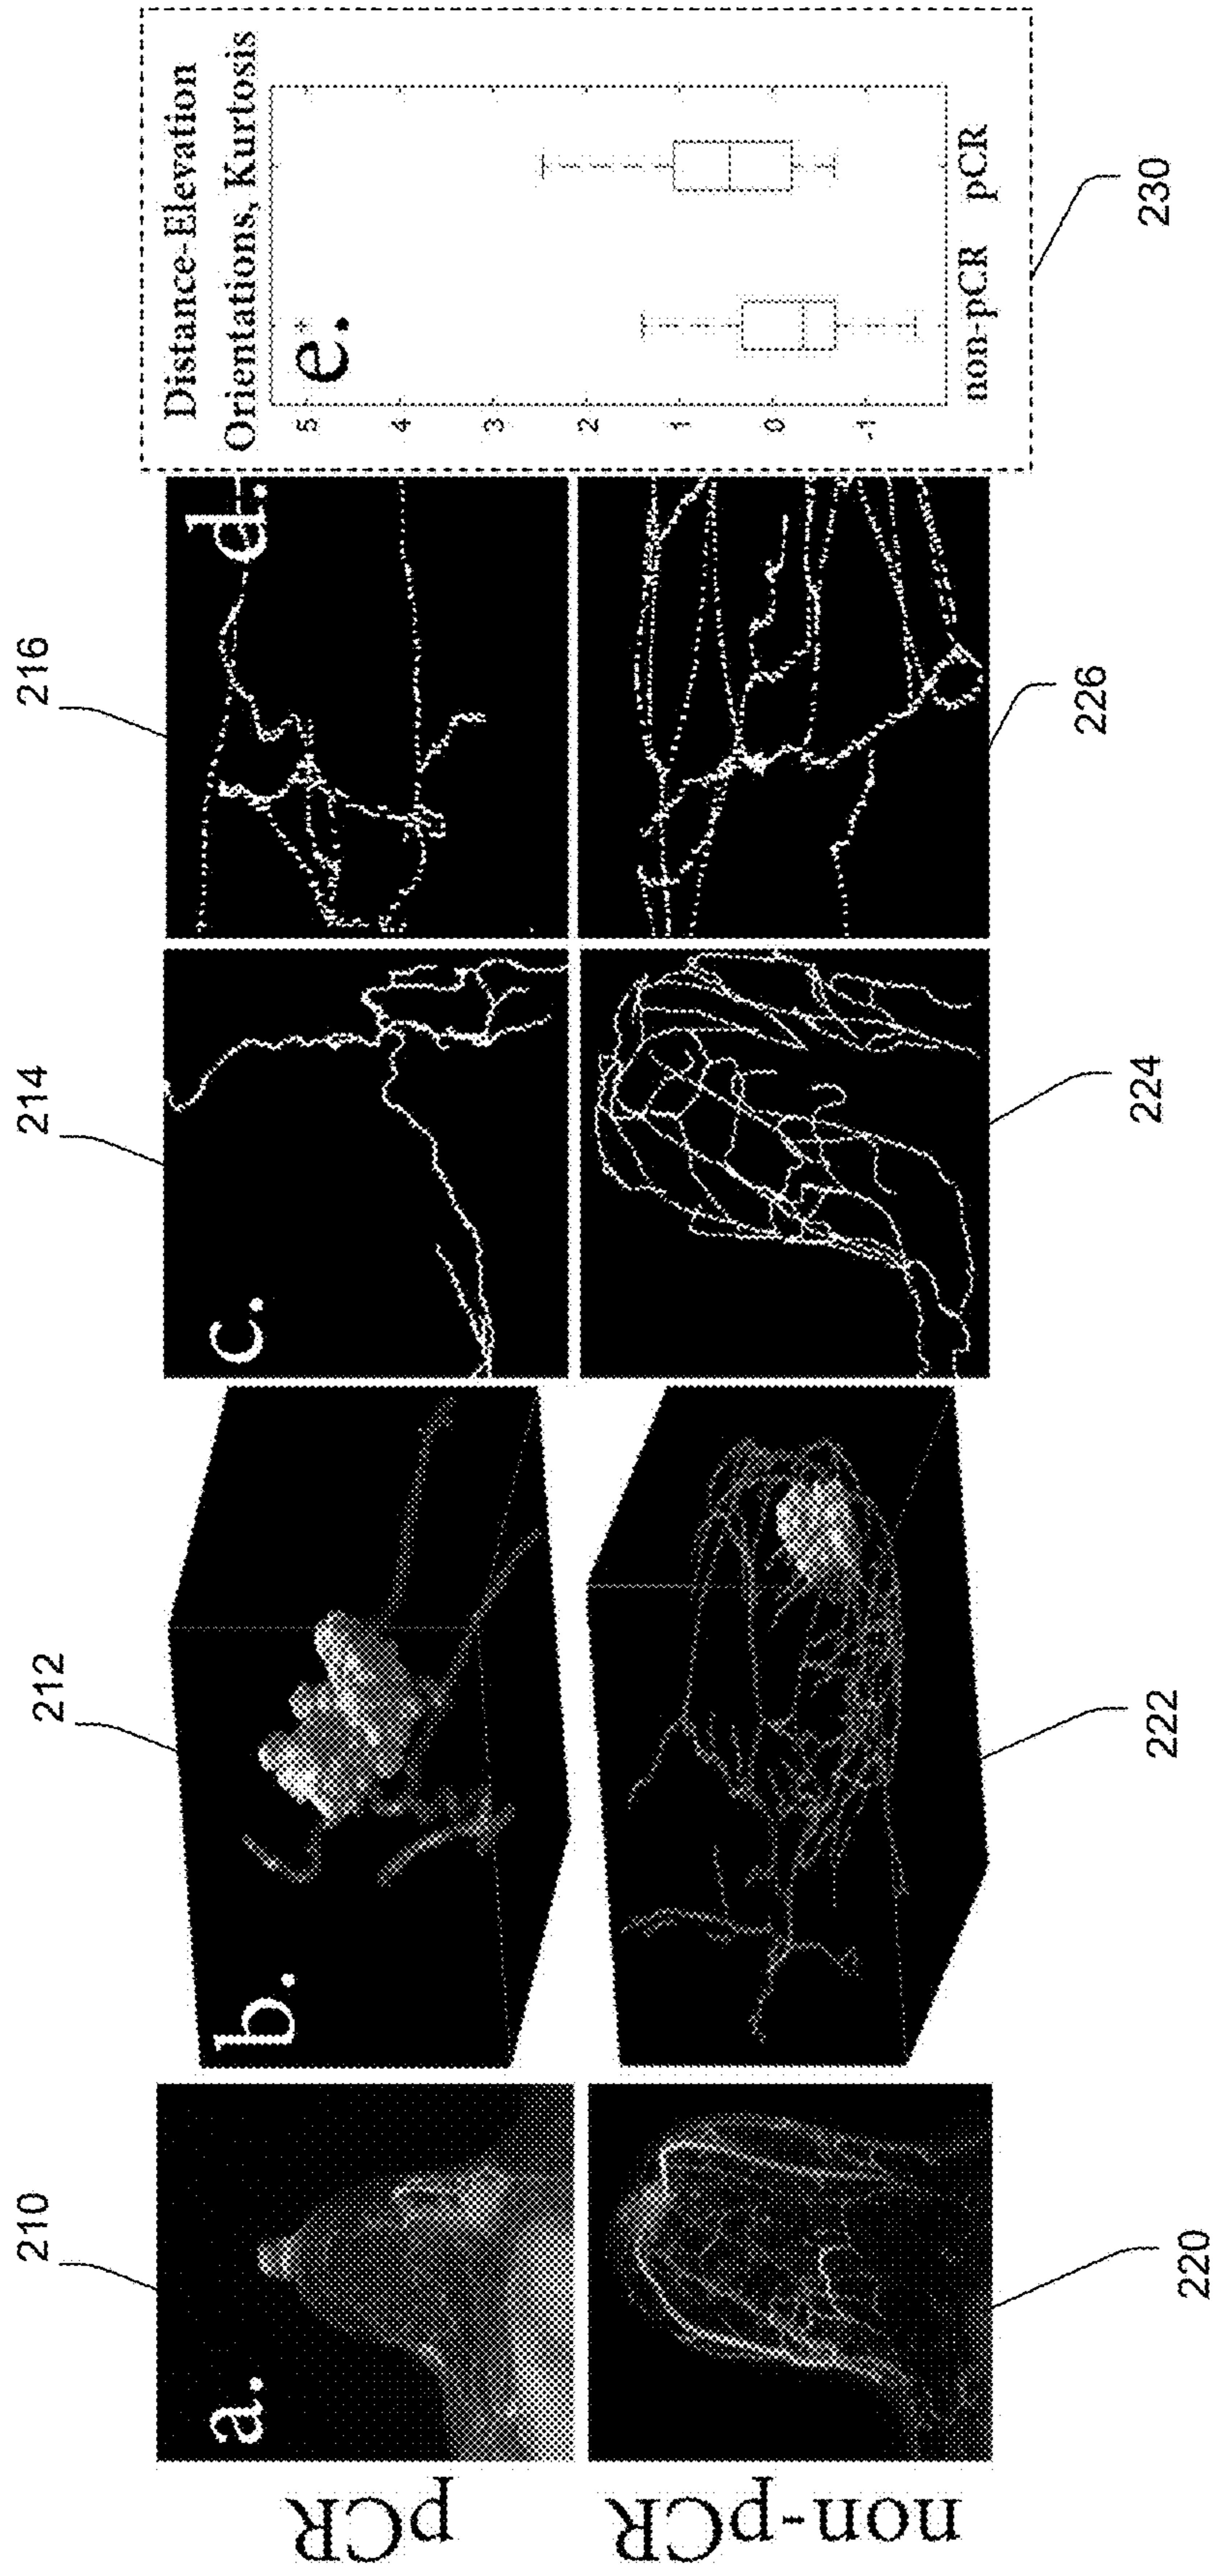 216
214
212
210
pCR
a.
b.
c.
d.
Distance-Elevation
Orientations, Kurtosis
e.
5
4
3
2
1
0
-1
non-pCR
pCR
non-pCR
220
222
224
226
230